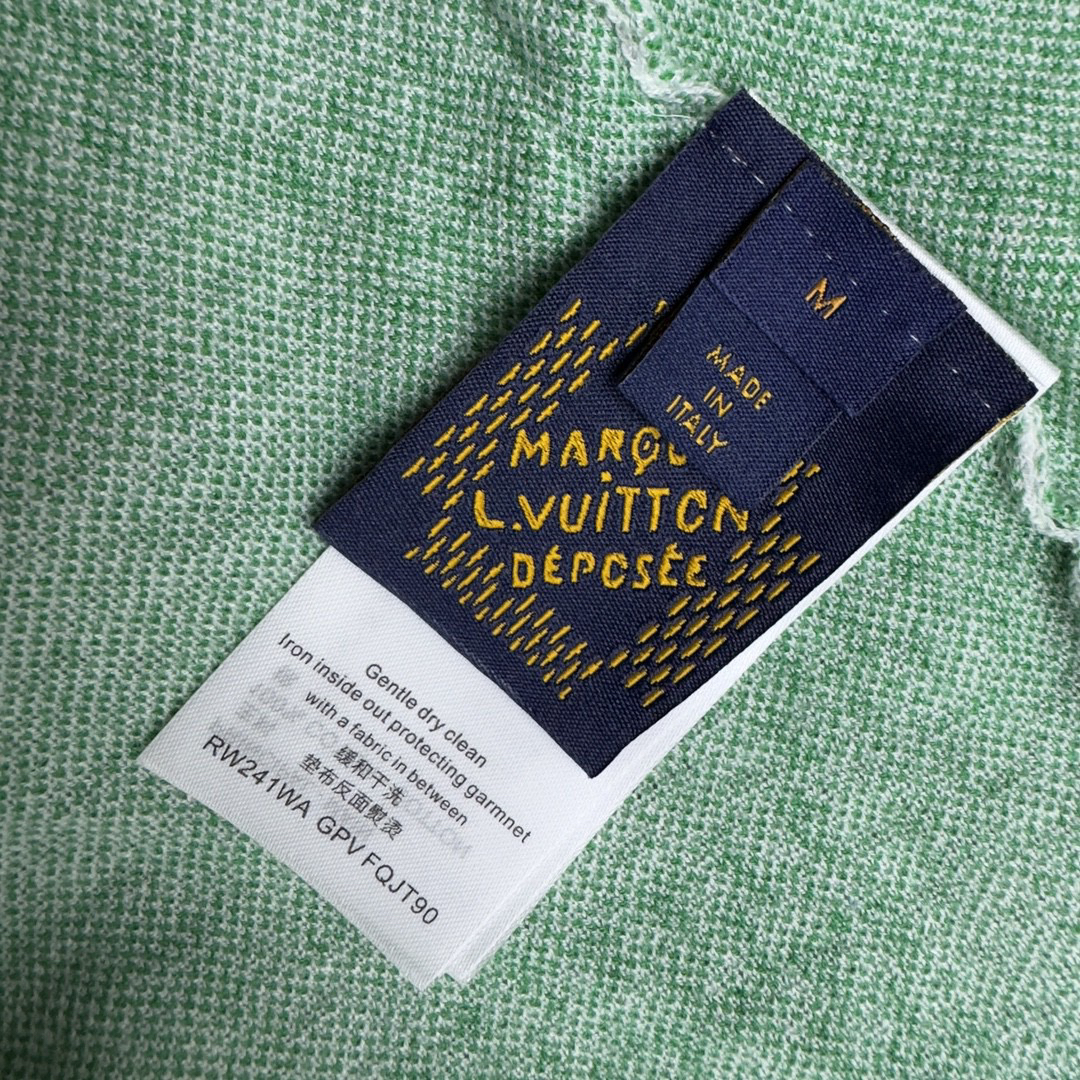 M
MADE
IN
ITALY
L.VUITTON
DÉPOSÉE
Gentle dry clean
Iron inside out protecting garmnet
with a fabric in between
缓和干洗
垫布反面熨烫
RW241WA GPV FQJT90